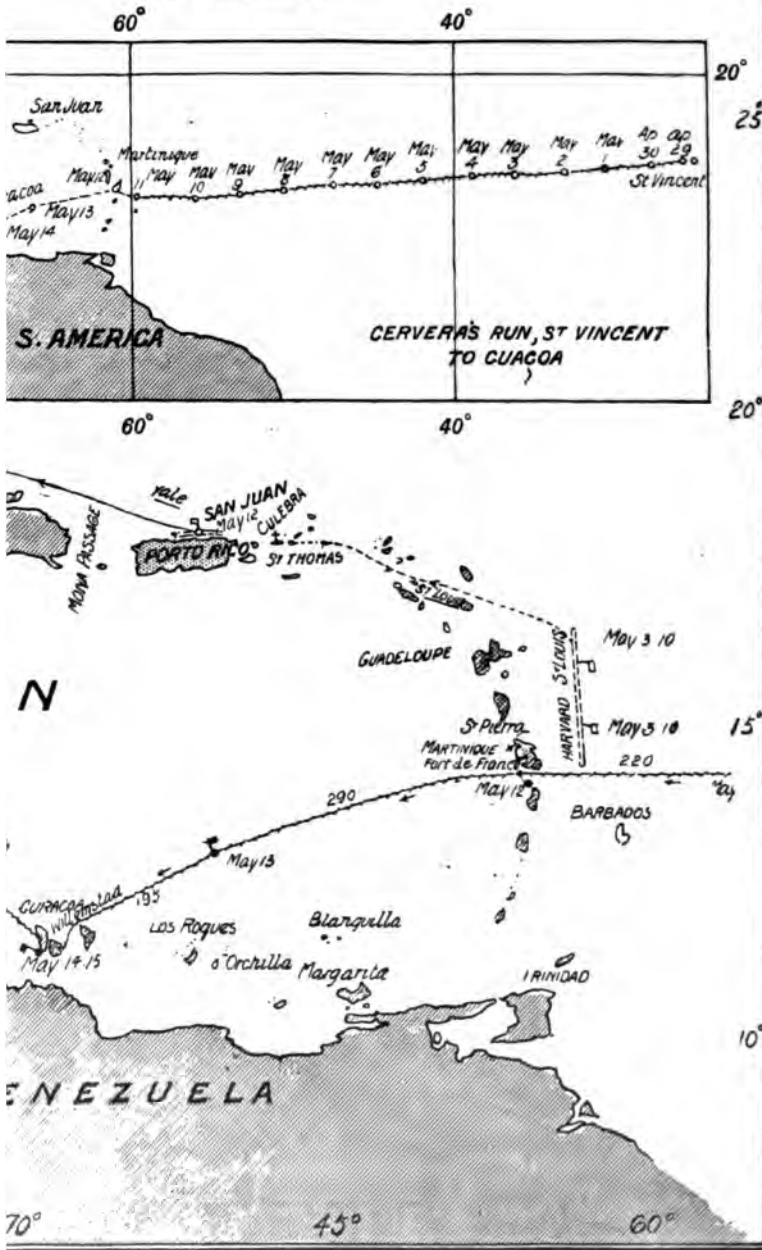 60° 40°
20°
25°
San Juan
Martinique
May 12
11 May
May 10
May 9
May 8
May 7
May 6
May 5
May 4
May 3
May 2
May 1
Ap 30
ap 29
St Vincent
acoa
May 13
May 14
S. AMERICA
CERVERA'S RUN, ST VINCENT
TO CUACOA
60° 40°
20°
Yale
SAN JUAN
May 12
CULEBRA
MONA PASSAGE
PORTO RICO
ST THOMAS
ST LOUIS
GUADELOUPE
HARVARD ST LOUIS
May 3 10
May 3 10
N
15°
St Pierra
MARTINIQUE
Fort de France
220
May 12
May
290
BARBADOS
May 13
195
CURACOA
Willemstad
May 14-15
LOS ROQUES
Orchilla
Blanquilla
Margarita
TRINIDAD
10°
ENEZUELA
70° 45° 60°